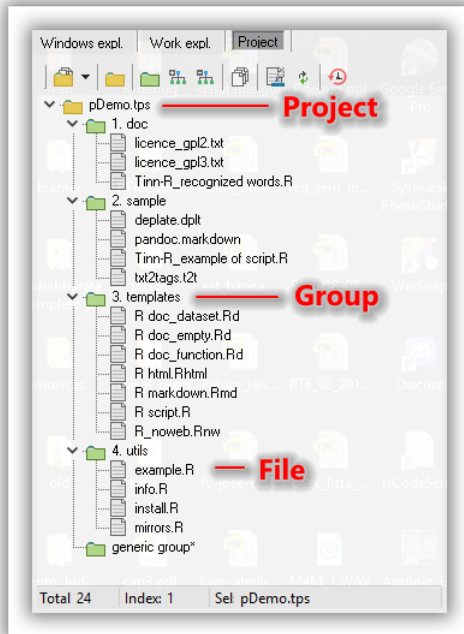 Windows expl. Work expl. Project
pDemo.tps Project
1. doc
licence_gpl2.txt
licence_gpl3.txt
Tinn-R_recognized words.R
2. sample
deplate.dplt
pandoc.markdown
Tinn-R_example of script.R
txt2tags.t2t
3. templates Group
R doc_dataset.Rd
R doc_empty.Rd
R doc_function.Rd
R html.Rhtml
R markdown.Rmd
R script.R
R_noweb.Rnw
4. utils
example.R File
info.R
install.R
mirrors.R
generic group*
Total 24 Index: 1 Sel: pDemo.tps